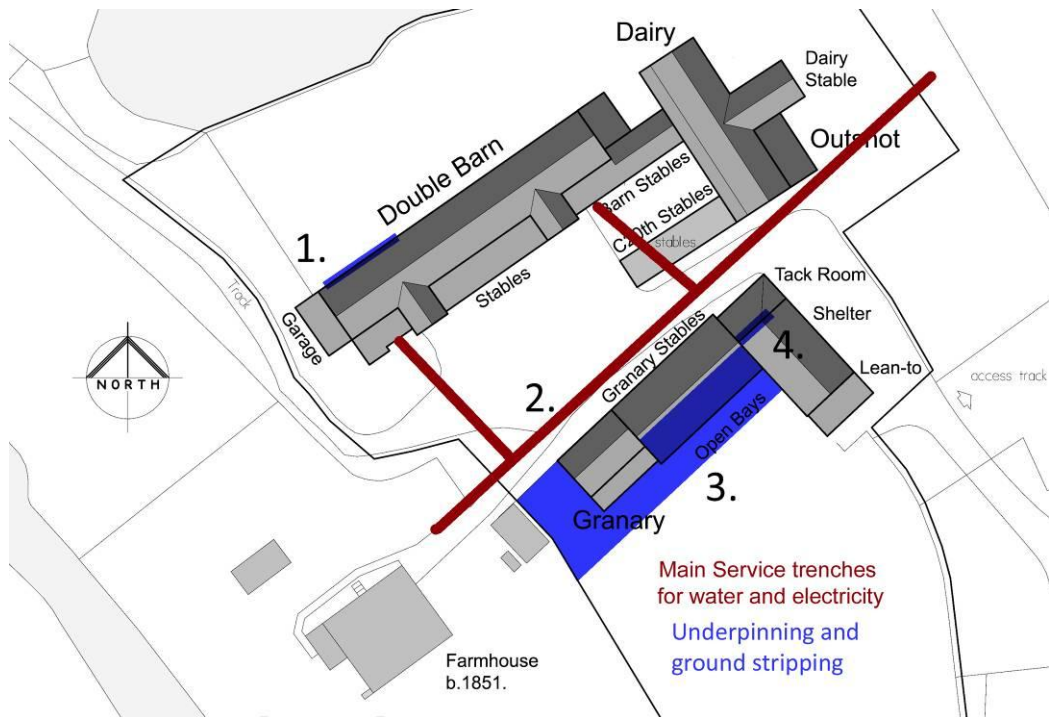 Dairy
Dairy
Stable
Outshot
Double Barn
Barn Stables
C20th Stables
stables
1.
Stables
Garage
Track
Tack Room
Shelter
Granary Stables
4.
Lean-to
access track
NORTH
2.
Open Bays
3.
Granary
Main Service trenches
for water and electricity
Underpinning and
ground stripping
Farmhouse
b.1851.